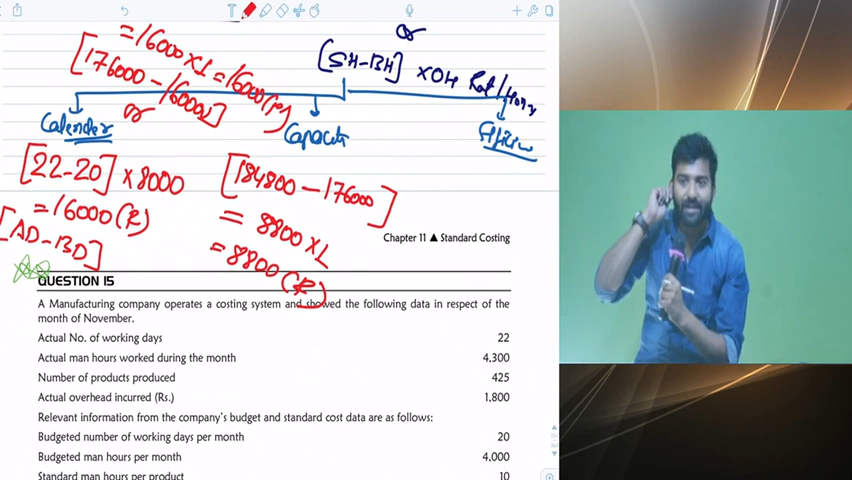 = 16000 X 1 = 16000 (F)
[176000 - 160000]
or
or
[SH-BH] X OH Rat / Hour
Calender
Capacity
[22-20] X 8000
= 16000 (F)
[AD-BD]
[184800 - 176000]
= 8800 X 1
= 8800 (F)
Chapter 11 ▲ Standard Costing
QUESTION 15
A Manufacturing company operates a costing system and showed the following data in respect of the
month of November.
Actual No. of working days 22
Actual man hours worked during the month 4,300
Number of products produced 425
Actual overhead incurred (Rs.) 1,800
Relevant information from the company's budget and standard cost data are as follows:
Budgeted number of working days per month 20
Budgeted man hours per month 4,000
Standard man hours per product 10